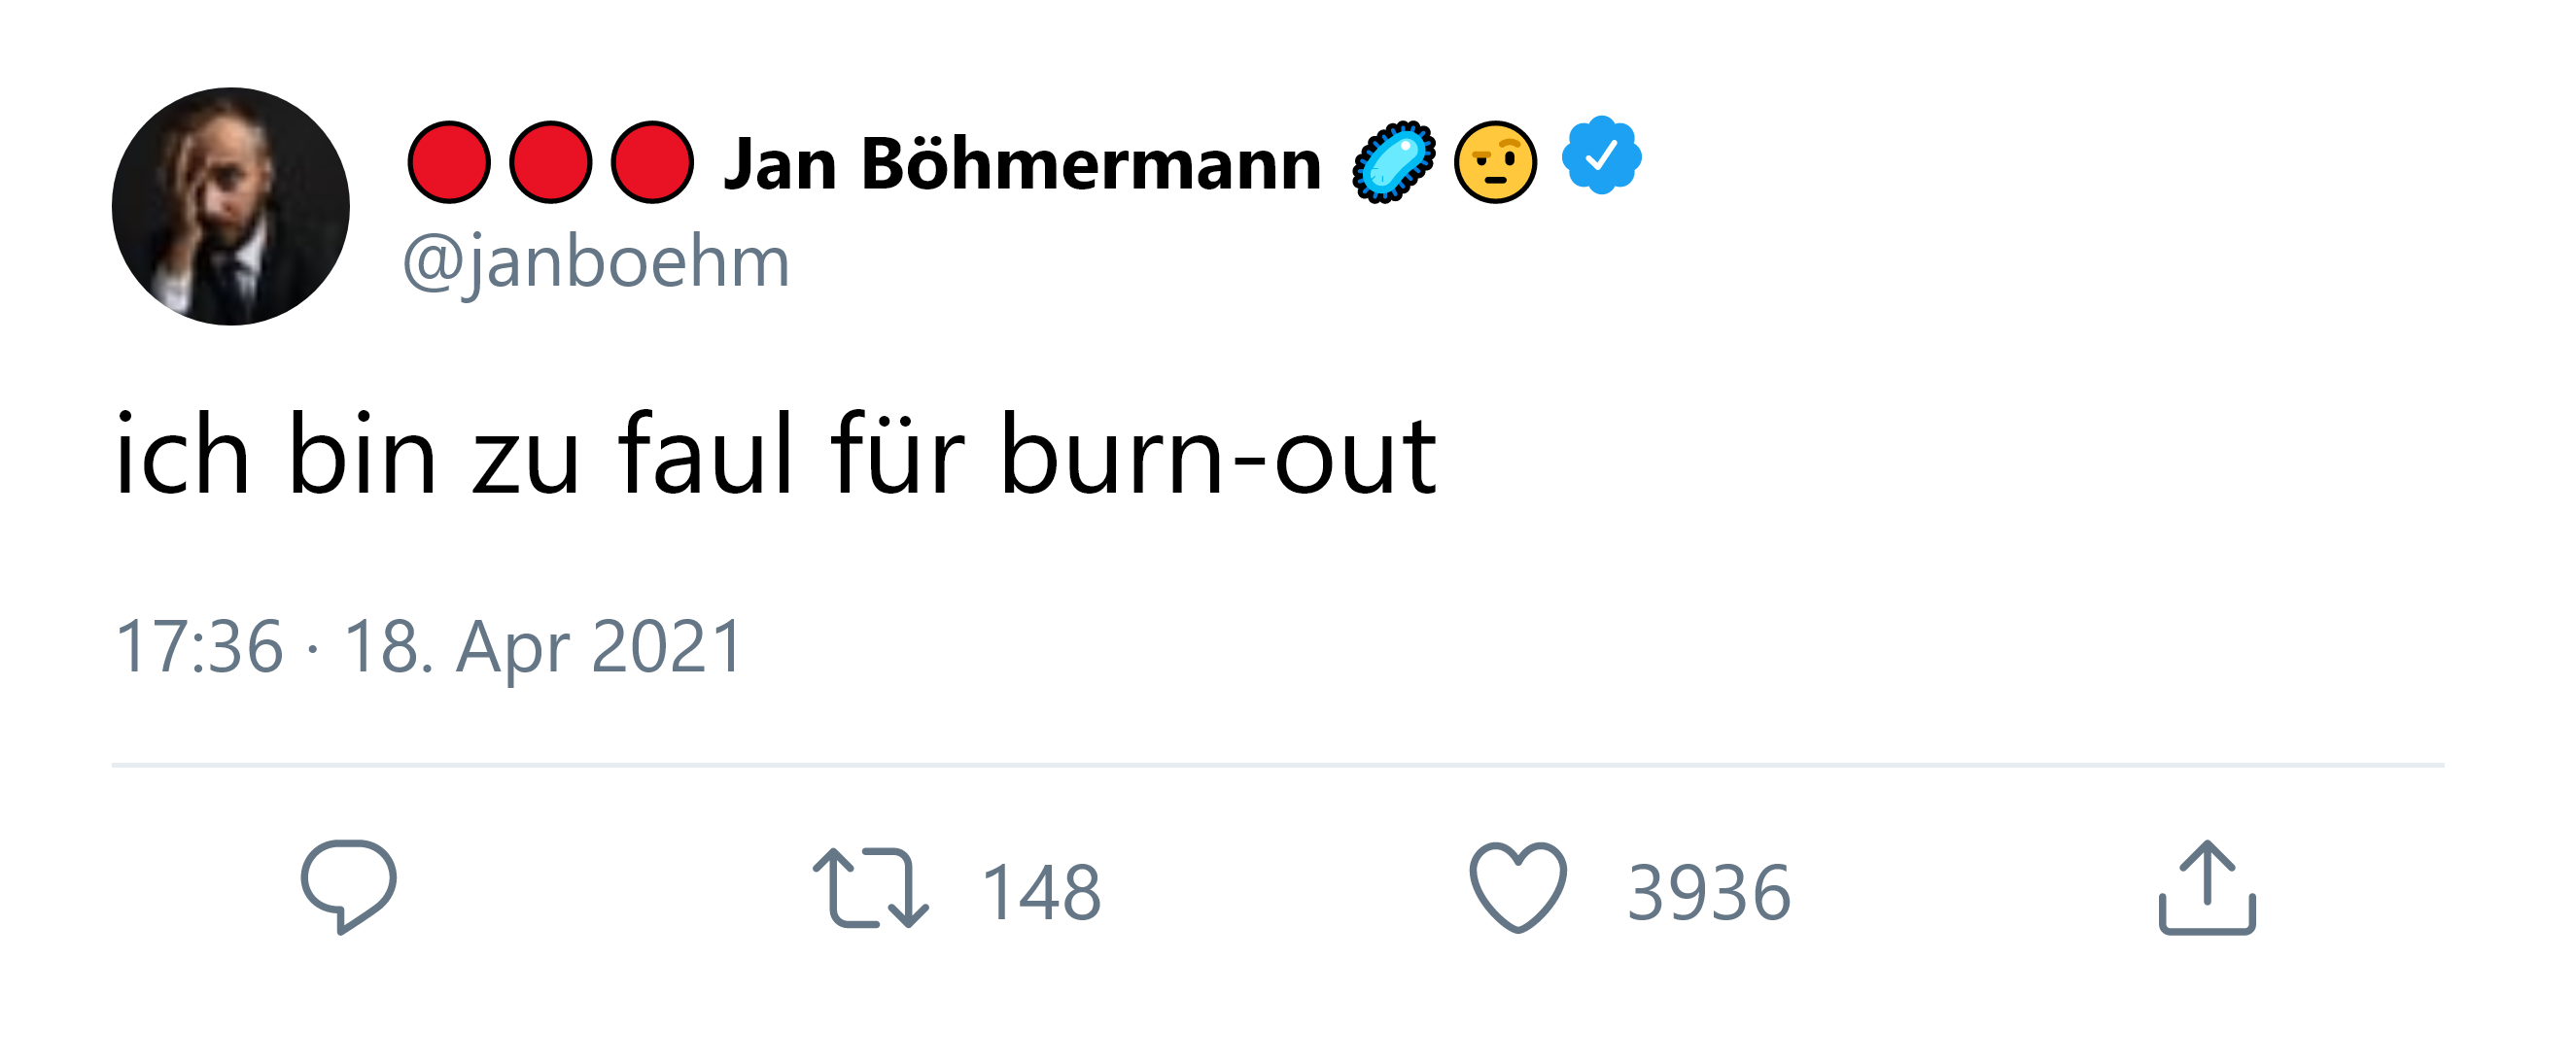 🔴🔴🔴 Jan Böhmermann 🦠🤨
@janboehm
ich bin zu faul für burn-out
17:36 · 18. Apr 2021
148 3936